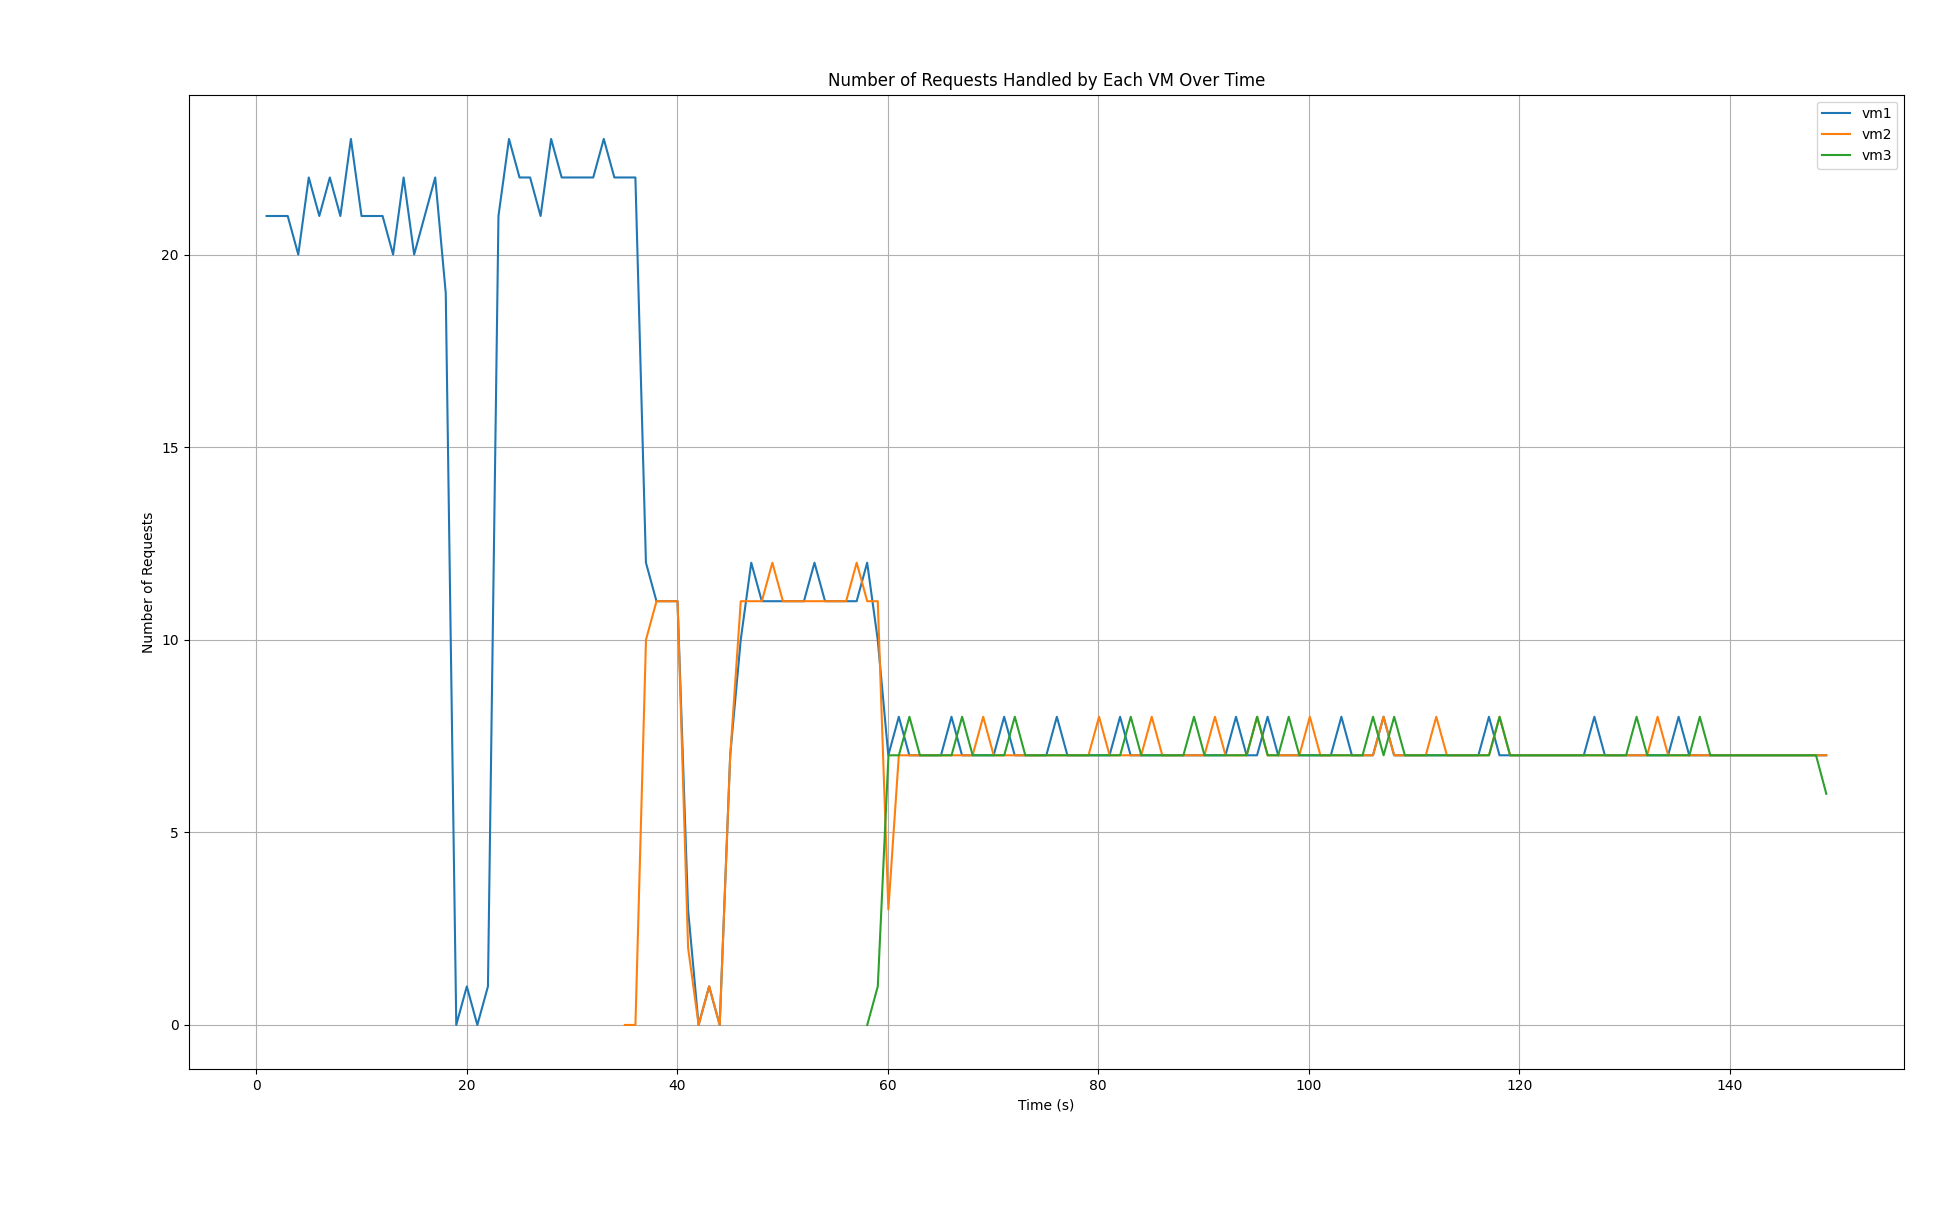 Number of Requests Handled by Each VM Over Time
vm1
vm2
vm3
Number of Requests
20
15
10
5
0
0 20 40 60 80 100 120 140
Time (s)